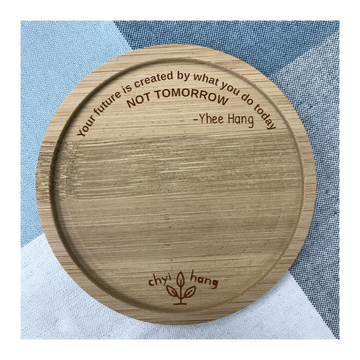 Your future is created by what you do today
NOT TOMORROW
-Yhee Hang
chyi hang